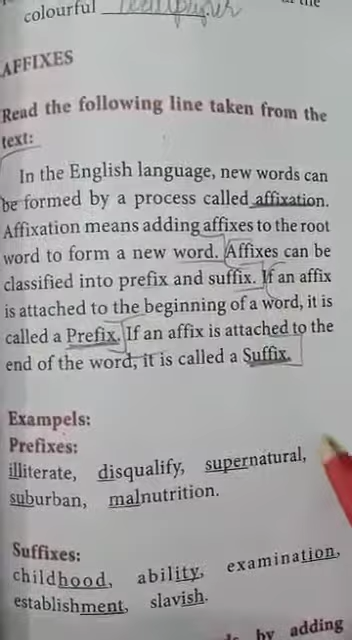 the
colourful
AFFIXES
Read the following line taken from the
text:
In the English language, new words can
be formed by a process called affixation.
Affixation means adding affixes to the root
word to form a new word. Affixes can be
classified into prefix and suffix. If an affix
is attached to the beginning of a word, it is
called a Prefix. If an affix is attached to the
end of the word, it is called a Suffix.
Exampels:
Prefixes:
illiterate, disqualify, supernatural,
suburban, malnutrition.
Suffixes:
childhood, ability, examination,
establishment, slavish.
by adding